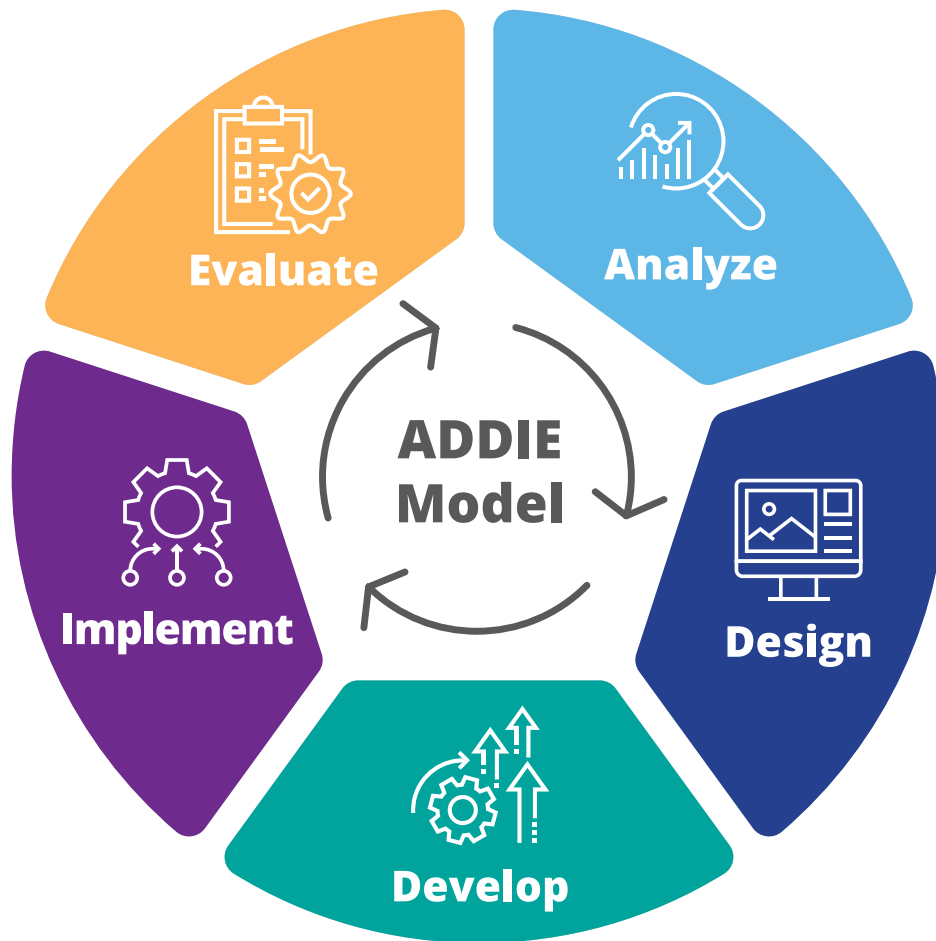 Evaluate
Analyze
ADDIE
Model
Implement
Design
Develop